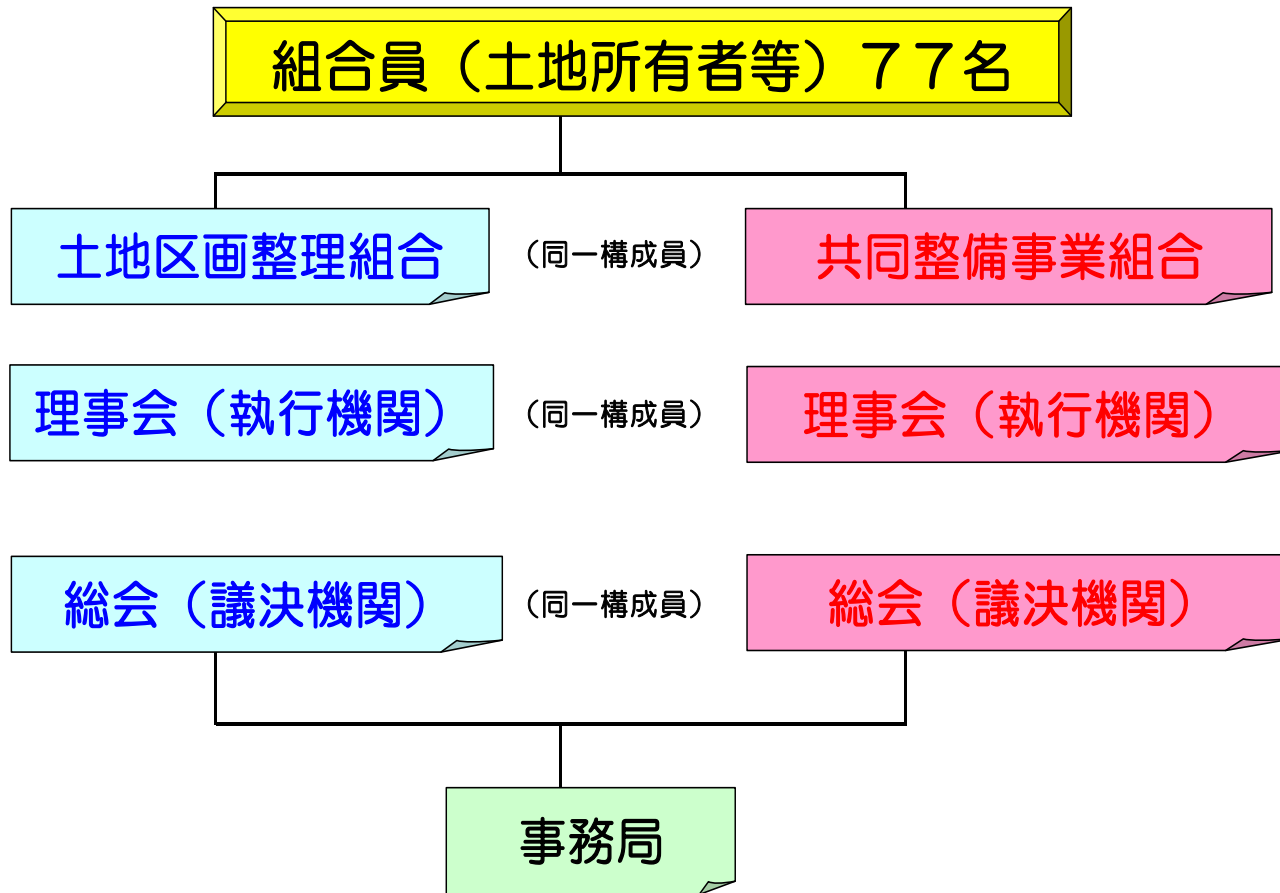 組合員（土地所有者等）７７名
土地区画整理組合
（同一構成員）
共同整備事業組合
理事会（執行機関）
（同一構成員）
理事会（執行機関）
総会（議決機関）
（同一構成員）
総会（議決機関）
事務局